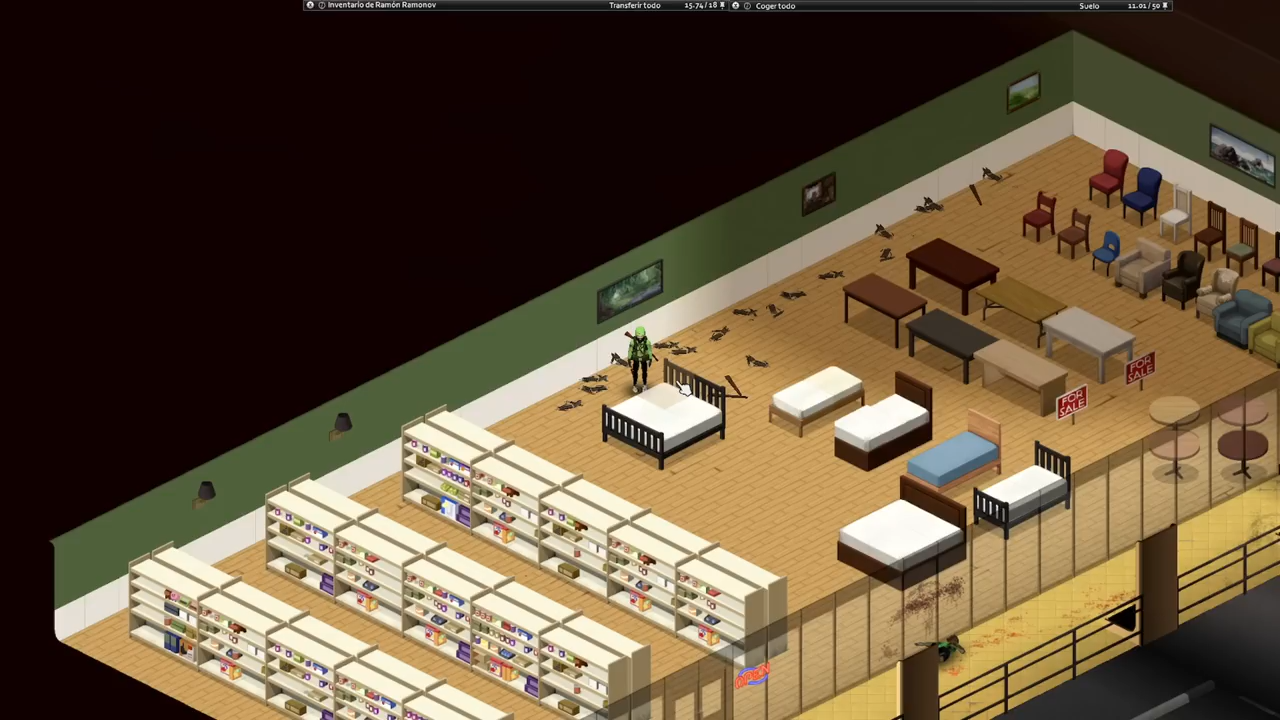 Inventario de Ramón Ramonov
Transferir todo
15.74 / 18
Coger todo
Suelo
11.01 / 50
FOR SALE
FOR SALE
OPEN